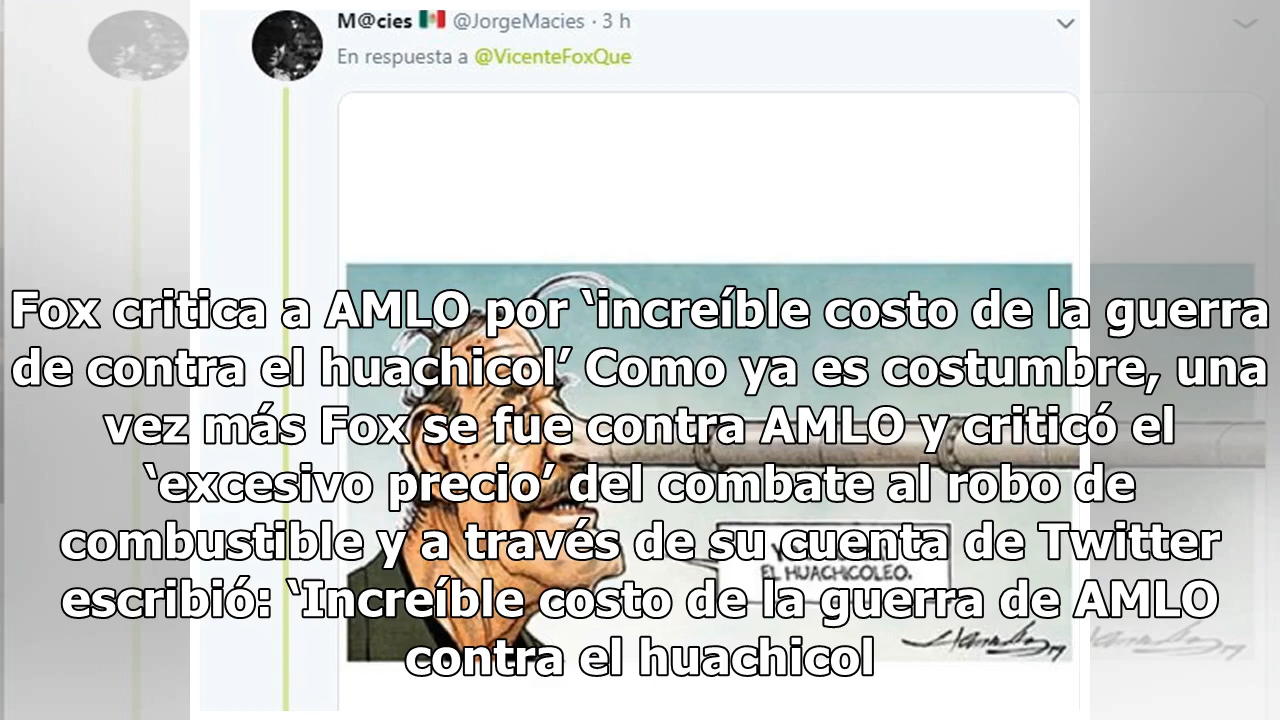 M@cies @JorgeMacies · 3 h
En respuesta a @VicenteFoxQue
Fox critica a AMLO por ‘increíble costo de la guerra
de contra el huachicol’ Como ya es costumbre, una
vez más Fox se fue contra AMLO y criticó el
‘excesivo precio’ del combate al robo de
combustible y a través de su cuenta de Twitter
escribió: ‘Increíble costo de la guerra de AMLO
contra el huachicol
EL HUACHICOLEO.